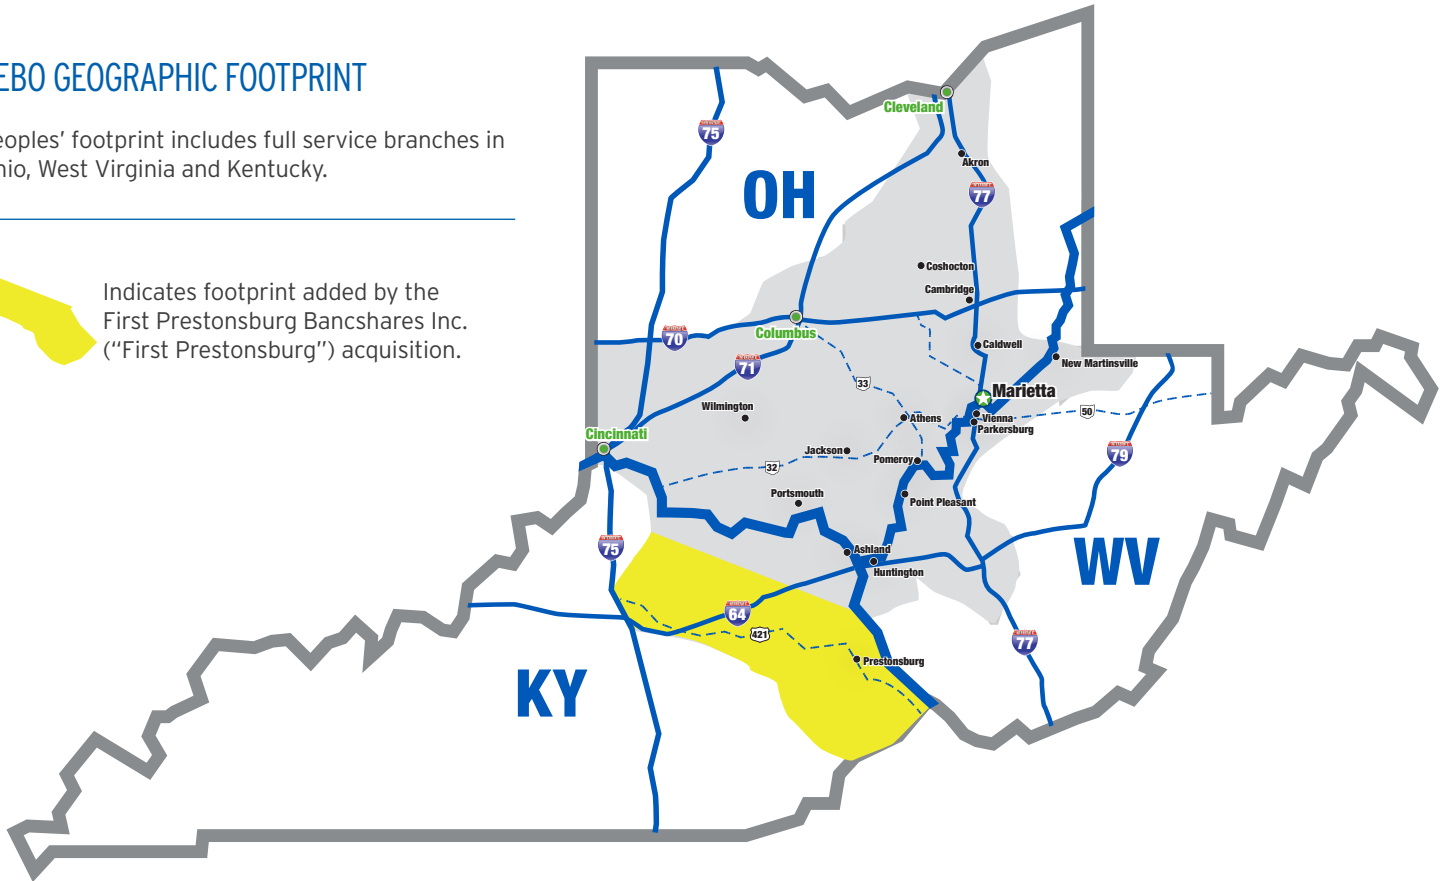 EBO GEOGRAPHIC FOOTPRINT
eoples’ footprint includes full service branches in
hio, West Virginia and Kentucky.
Indicates footprint added by the
First Prestonsburg Bancshares Inc.
(“First Prestonsburg”) acquisition.
Cleveland
75
Akron
OH
77
Coshocton
Cambridge
Columbus
70
Caldwell
71
New Martinsville
33
Marietta
Wilmington
50
Athens
Vienna
Parkersburg
Cincinnati
Jackson
79
Pomeroy
32
Portsmouth
Point Pleasant
75
Ashland
WV
Huntington
64
421
77
Prestonsburg
KY